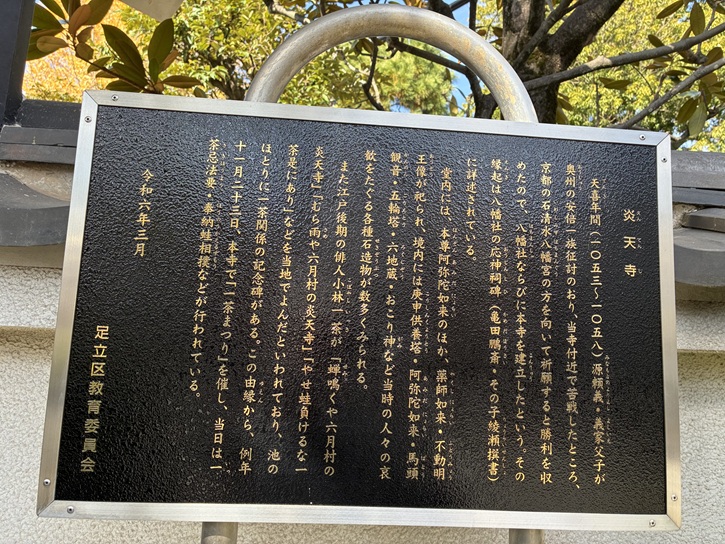 炎天寺
えんてんじ
天喜年間（一〇五三〜一〇五八）源頼義・義家父子が
奥州の安倍一族征討のおり、当寺付近で苦戦したところ、
京都の石清水八幡宮の方を向いて祈願すると勝利を収
めたので、八幡社ならびに本寺を建立したという。その
縁起は八幡社の応神祠碑（亀田鵬斎・その子綾瀬撰書）
に詳述されている。
堂内には、本尊阿弥陀如来のほか、薬師如来・不動明
王像が祀られ、境内には庚申供養塔・阿弥陀如来・馬頭
観音・五輪塔・六地蔵・おこり神など当時の人々の哀
歓をたぐる各種石造物が数多くみられる。
また江戸後期の俳人小林一茶が『蝉鳴くや六月村の
炎天寺』『むら雨や六月村の炎天寺』『やせ蛙負けるな一
茶是にあり』などを当地でよんだといわれており、池の
ほとりに一茶関係の記念碑がある。この由縁から、例年
十一月二十三日、本寺で「一茶まつり」を催し、当日は一
茶忌法要・奉納蛙相撲などが行われている。
令和六年三月
足立区教育委員会